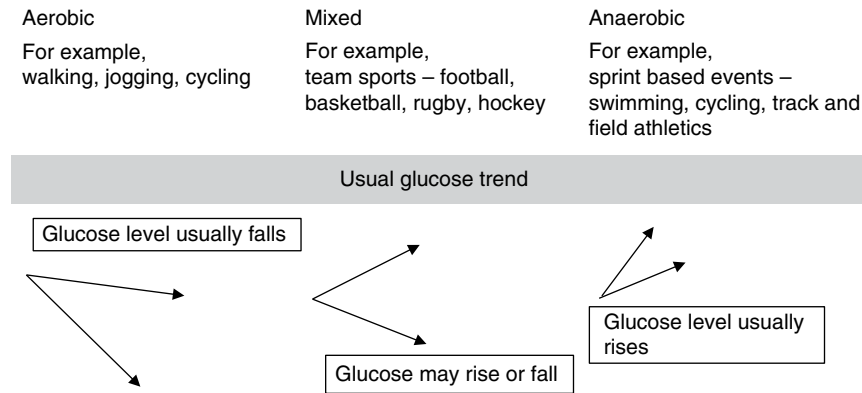 Aerobic
For example,
walking, jogging, cycling
Mixed
For example,
team sports – football,
basketball, rugby, hockey
Anaerobic
For example,
sprint based events –
swimming, cycling, track and
field athletics
Usual glucose trend
Glucose level usually falls
Glucose may rise or fall
Glucose level usually
rises